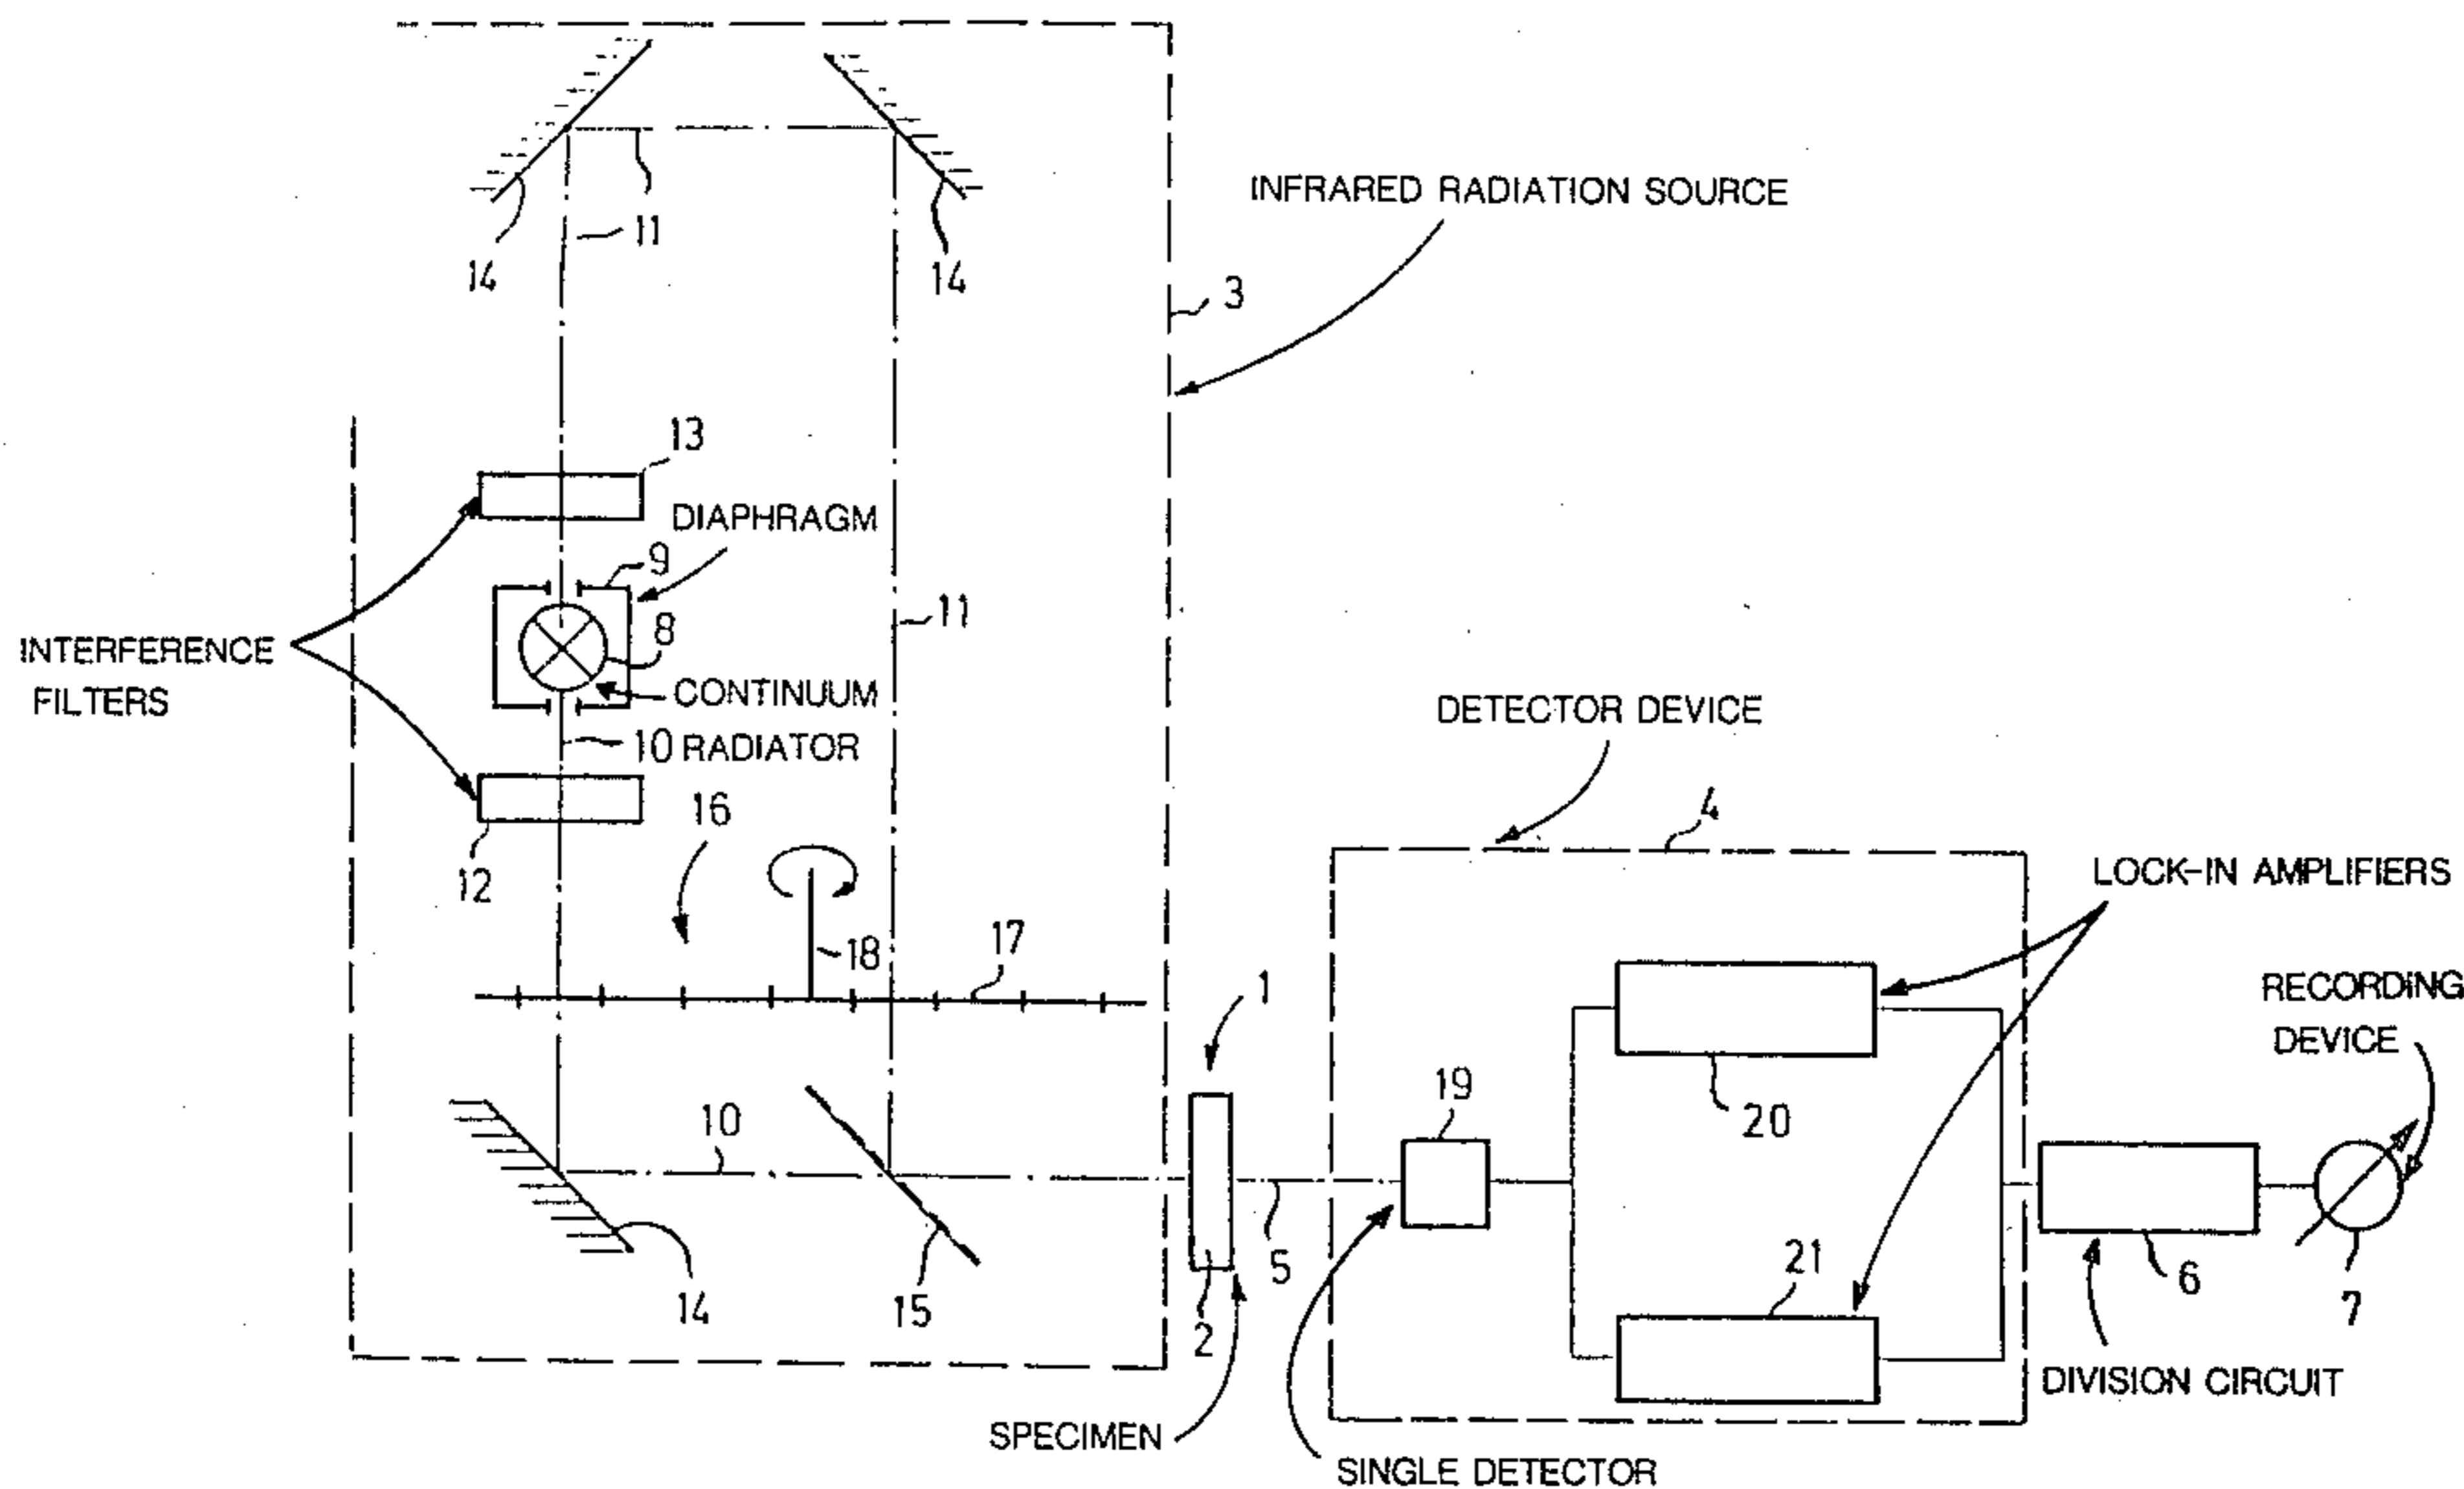 INFRARED RADIATION SOURCE
11
14
14
3
13
DIAPHRAGM
9
8
11
INTERFERENCE
FILTERS
CONTINUUM
10 RADIATOR
DETECTOR DEVICE
16
4
12
LOCK-IN AMPLIFIERS
18
17
1
RECORDING
DEVICE
19
10
20
5
21
6
14
15
2
7
DIVISION CIRCUIT
SPECIMEN
SINGLE DETECTOR